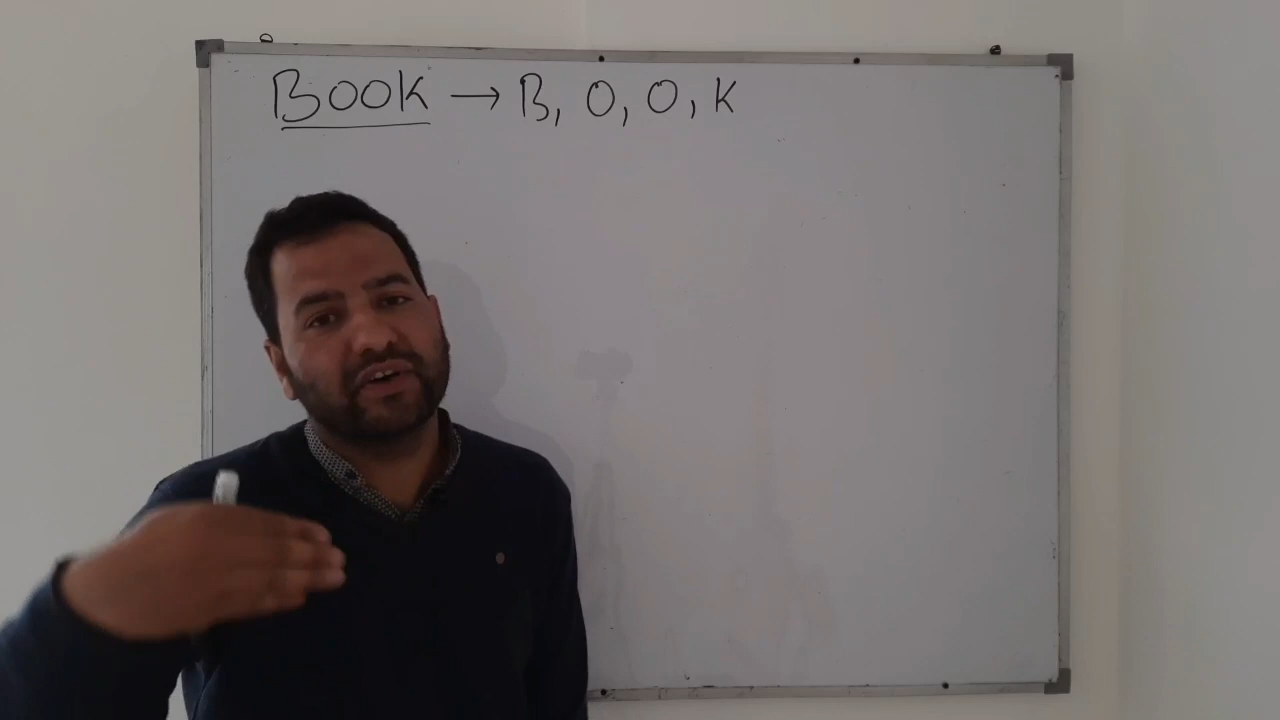 BOOK → B, O, O, K